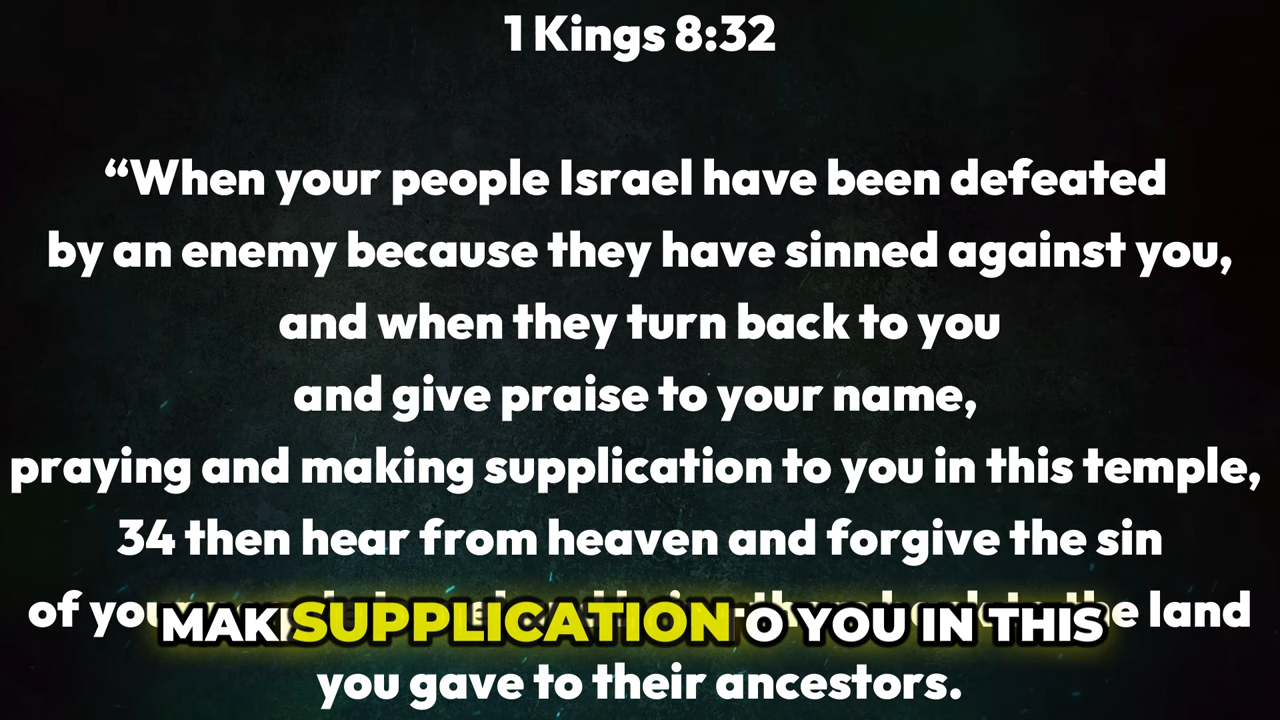 1 Kings 8:32
“When your people Israel have been defeated
by an enemy because they have sinned against you,
and when they turn back to you
and give praise to your name,
praying and making supplication to you in this temple,
34 then hear from heaven and forgive the sin
of the land
MAKI SUPPLICATION O YOU IN THIS
you gave to their ancestors.